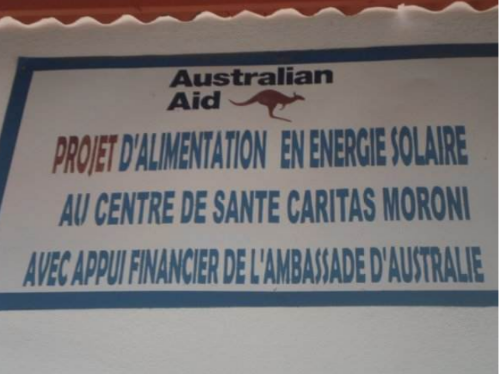 Australian
Aid
PROJET D'ALIMENTATION EN ENERGIE SOLAIRE
AU CENTRE DE SANTE CARITAS MORONI
AVEC APPUI FINANCIER DE L'AMBASSADE D'AUSTRALIE